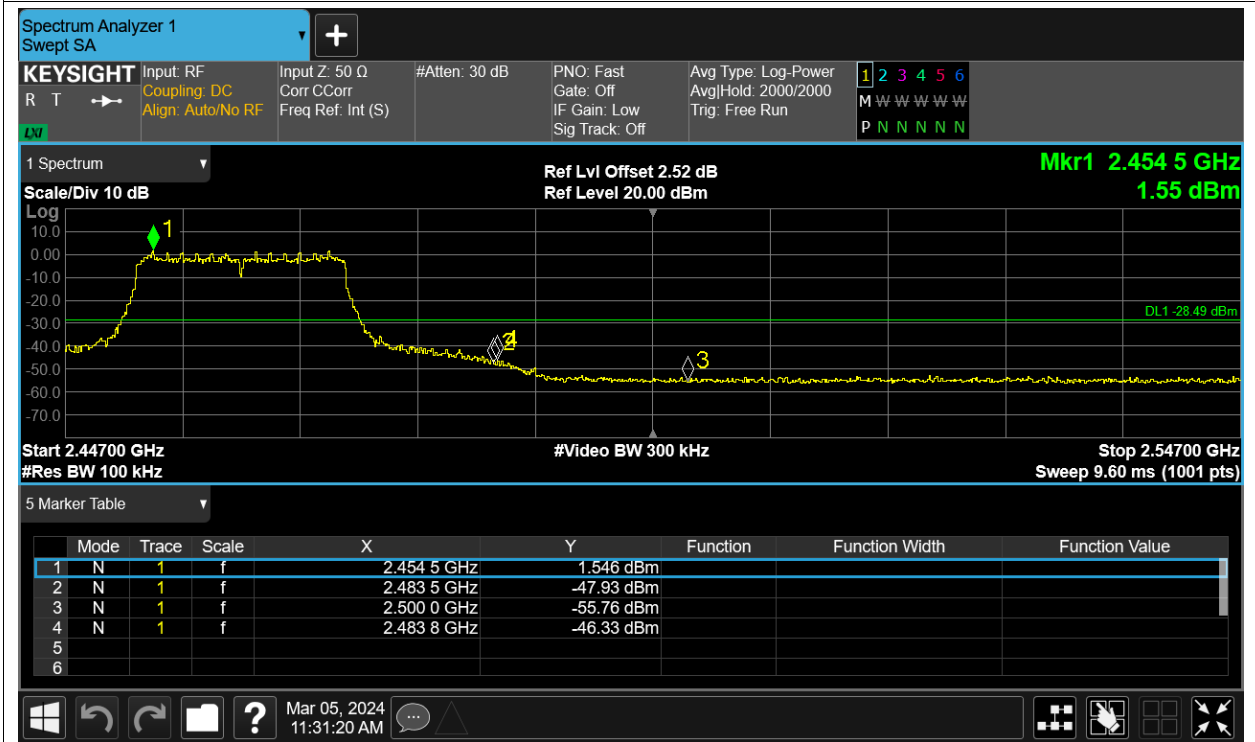 Spectrum Analyzer 1
Swept SA
KEYSIGHT
R T
LXI
Input: RF
Coupling: DC
Align: Auto/No RF
Input Z: 50 Ω
Corr CCorr
Freq Ref: Int (S)
#Atten: 30 dB
PNO: Fast
Gate: Off
IF Gain: Low
Sig Track: Off
Avg Type: Log-Power
Avg|Hold: 2000/2000
Trig: Free Run
1 2 3 4 5 6
M W W W W W
P N N N N N
1 Spectrum
Scale/Div 10 dB
Ref Lvl Offset 2.52 dB
Ref Level 20.00 dBm
Mkr1 2.454 5 GHz
1.55 dBm
Log
10.0
0.00
-10.0
-20.0
-30.0
-40.0
-50.0
-60.0
-70.0
1
3
DL1 -28.49 dBm
Start 2.44700 GHz
#Res BW 100 kHz
#Video BW 300 kHz
Stop 2.54700 GHz
Sweep 9.60 ms (1001 pts)
5 Marker Table
Mode Trace Scale X Y Function Function Width Function Value
1 N 1 f 2.454 5 GHz 1.546 dBm
2 N 1 f 2.483 5 GHz -47.93 dBm
3 N 1 f 2.500 0 GHz -55.76 dBm
4 N 1 f 2.483 8 GHz -46.33 dBm
5
6
?
Mar 05, 2024
11:31:20 AM